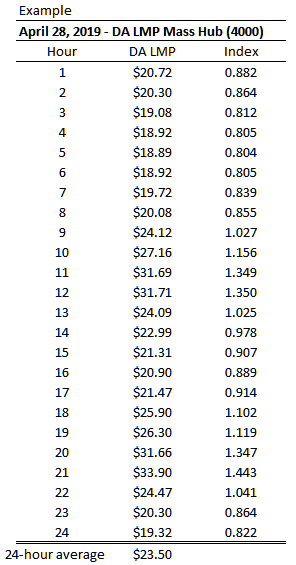 Example
April 28, 2019 - DA LMP Mass Hub (4000)
Hour DA LMP Index
1 $20.72 0.882
2 $20.30 0.864
3 $19.08 0.812
4 $18.92 0.805
5 $18.89 0.804
6 $18.92 0.805
7 $19.72 0.839
8 $20.08 0.855
9 $24.12 1.027
10 $27.16 1.156
11 $31.69 1.349
12 $31.71 1.350
13 $24.09 1.025
14 $22.99 0.978
15 $21.31 0.907
16 $20.90 0.889
17 $21.47 0.914
18 $25.90 1.102
19 $26.30 1.119
20 $31.66 1.347
21 $33.90 1.443
22 $24.47 1.041
23 $20.30 0.864
24 $19.32 0.822
24-hour average $23.50